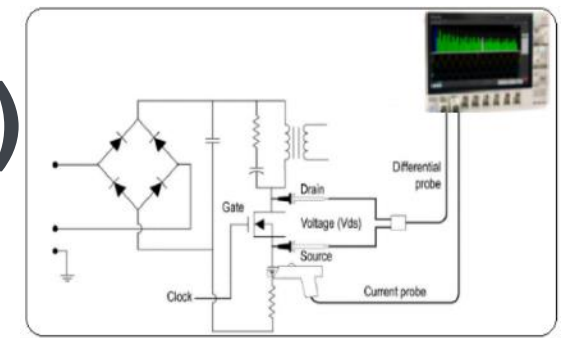 )
Differential
probe
Drain
Gate
Voltage (Vds)
Source
Clock
Current probe